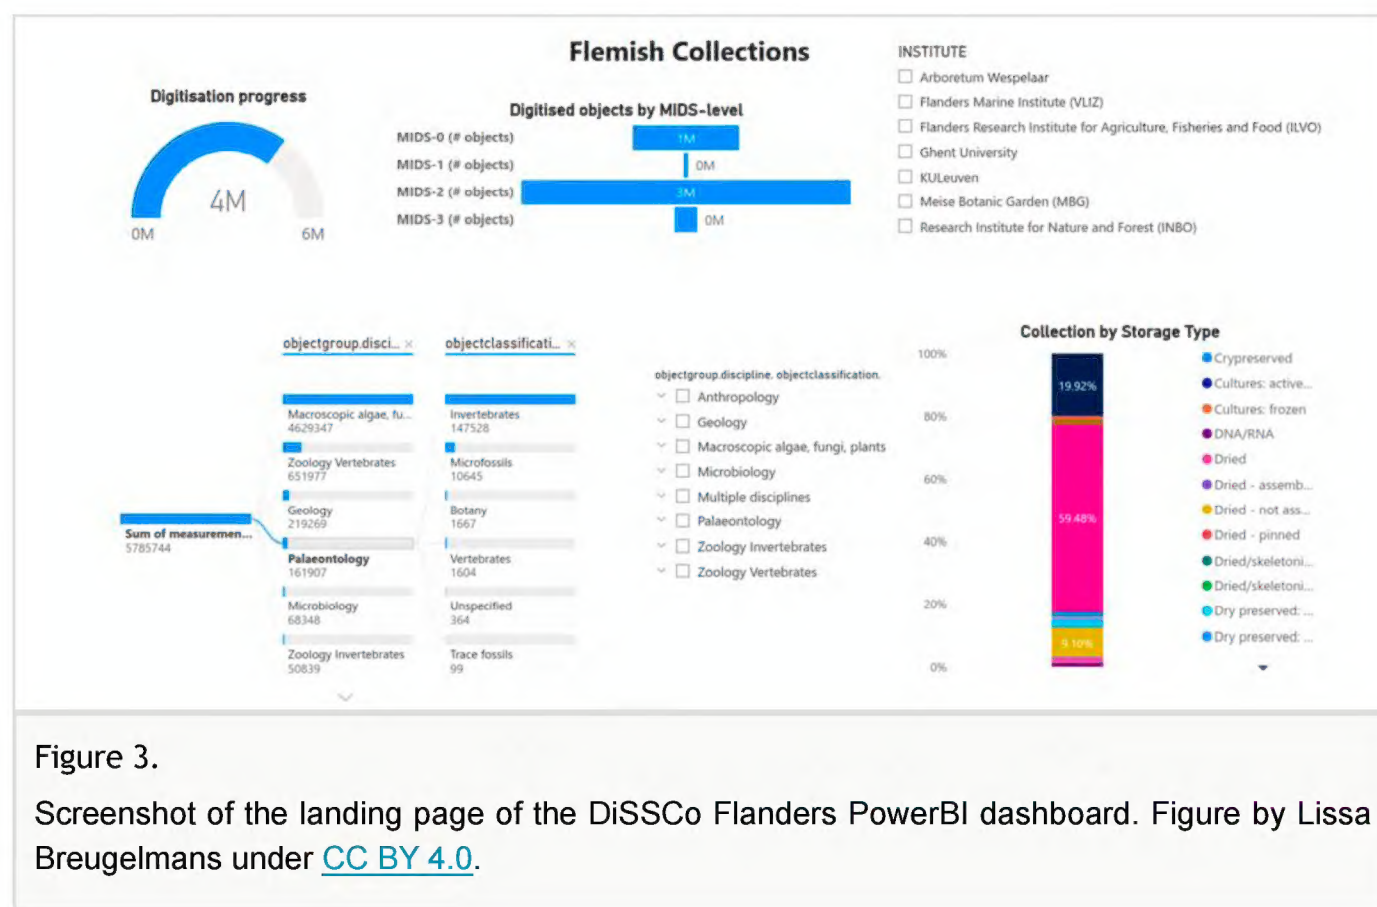 Flemish Collections
Digitisation progress
4M
0M
6M
Digitised objects by MIDS-level
MIDS-0 (# objects)
1M
MIDS-1 (# objects)
0M
MIDS-2 (# objects)
3M
MIDS-3 (# objects)
0M
INSTITUTE
Arboretum Wespelaar
Flanders Marine Institute (VLIZ)
Flanders Research Institute for Agriculture, Fisheries and Food (ILVO)
Ghent University
KULeuven
Meise Botanic Garden (MBG)
Research Institute for Nature and Forest (INBO)
Sum of measuremen...
5785744
objectgroup.disci...
Macroscopic algae, fu...
4629347
Zoology Vertebrates
651977
Geology
219269
Palaeontology
161907
Microbiology
68348
Zoology Invertebrates
50839
objectclassificati...
Invertebrates
147528
Microfossils
10645
Botany
1667
Vertebrates
1604
Unspecified
364
Trace fossils
99
objectgroup.discipline. objectclassification.
Anthropology
Geology
Macroscopic algae, fungi, plants
Microbiology
Multiple disciplines
Palaeontology
Zoology Invertebrates
Zoology Vertebrates
Collection by Storage Type
100%
80%
60%
40%
20%
0%
19.92%
59.48%
9.10%
Crypreserved
Cultures: active...
Cultures: frozen
DNA/RNA
Dried
Dried - assemb...
Dried - not ass...
Dried - pinned
Dried/skeletoni...
Dried/skeletoni...
Dry preserved: ...
Dry preserved: ...
Figure 3.
Screenshot of the landing page of the DiSSCo Flanders PowerBI dashboard. Figure by Lissa
Breugelmans under CC BY 4.0.